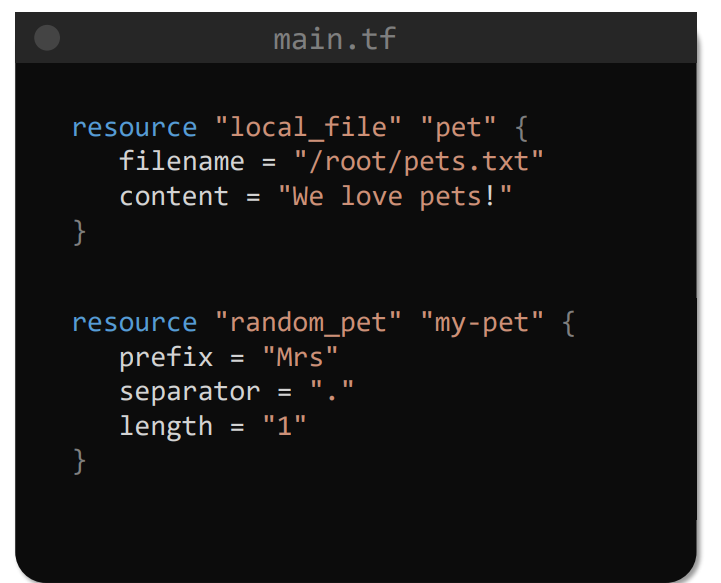 main.tf
resource "local_file" "pet" {
filename = "/root/pets.txt"
content = "We love pets!"
}
resource "random_pet" "my-pet" {
prefix = "Mrs"
separator = "."
length = "1"
}